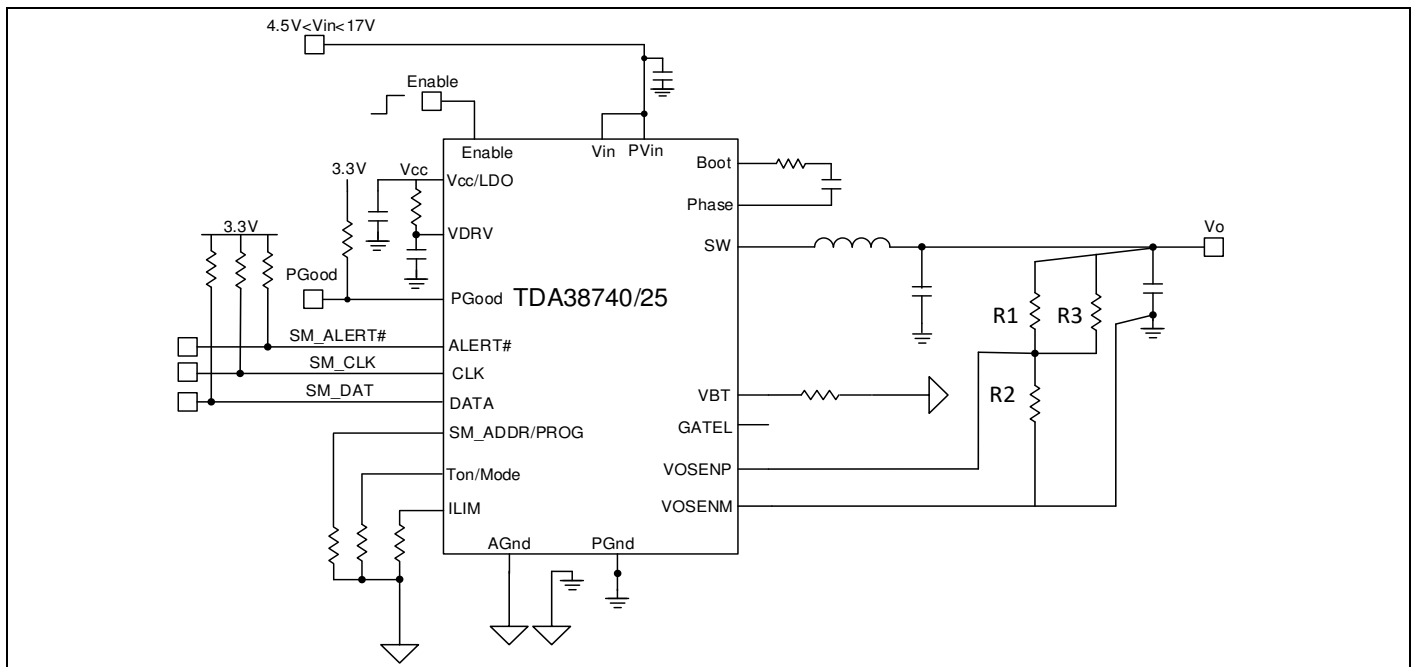 4.5V<Vin<17V
Enable
Enable
Vin
PVin
3.3V
Vcc
Vcc/LDO
Boot
Phase
VDRV
3.3V
SW
Vo
PGood
PGood
TDA38740/25
R1
R3
SM_ALERT#
ALERT#
SM_CLK
CLK
SM_DAT
DATA
VBT
R2
GATEL
SM_ADDR/PROG
Ton/Mode
VOSENP
ILIM
VOSENM
AGnd
PGnd